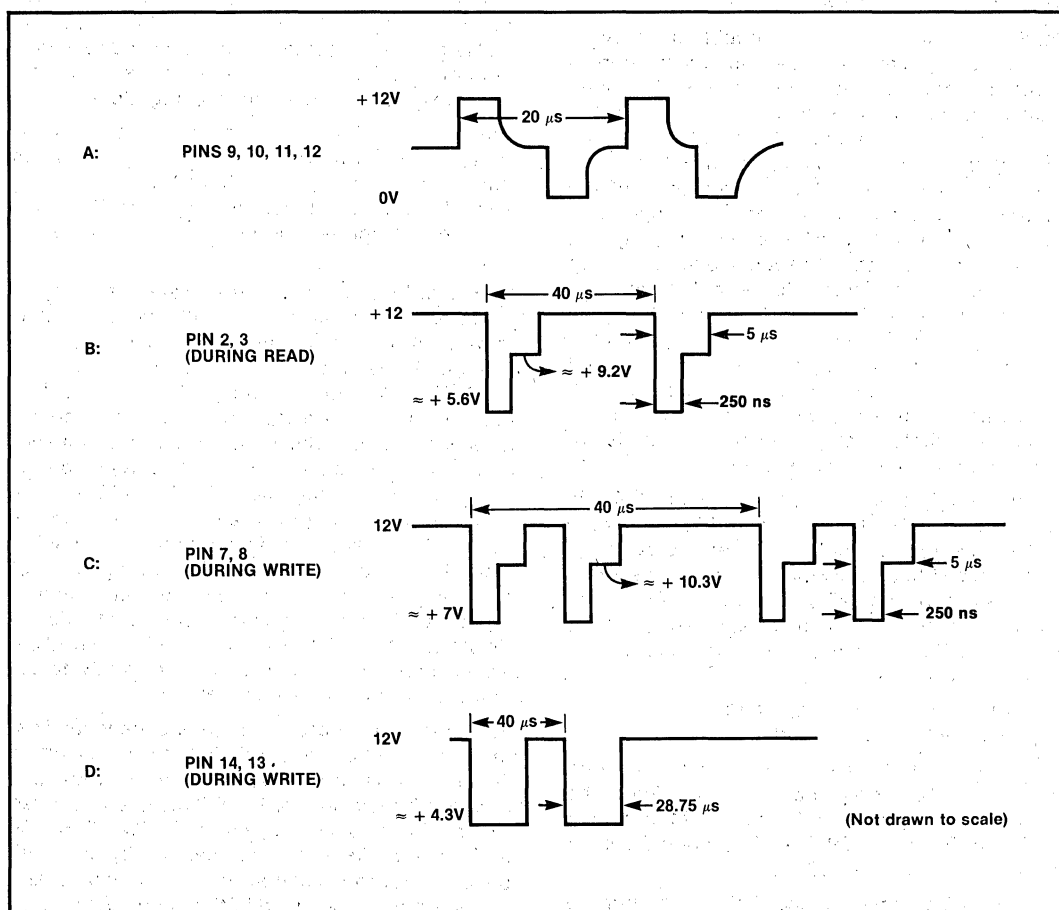 + 12V
20 μs
A: PINS 9, 10, 11, 12
0V
40 μs
+ 12
5 μs
B: PIN 2, 3
(DURING READ)
≈ + 9.2V
≈ + 5.6V
250 ns
40 μs
12V
C: PIN 7, 8
(DURING WRITE)
5 μs
≈ + 10.3V
≈ + 7V
250 ns
40 μs
12V
D: PIN 14, 13
(DURING WRITE)
≈ + 4.3V
28.75 μs
(Not drawn to scale)